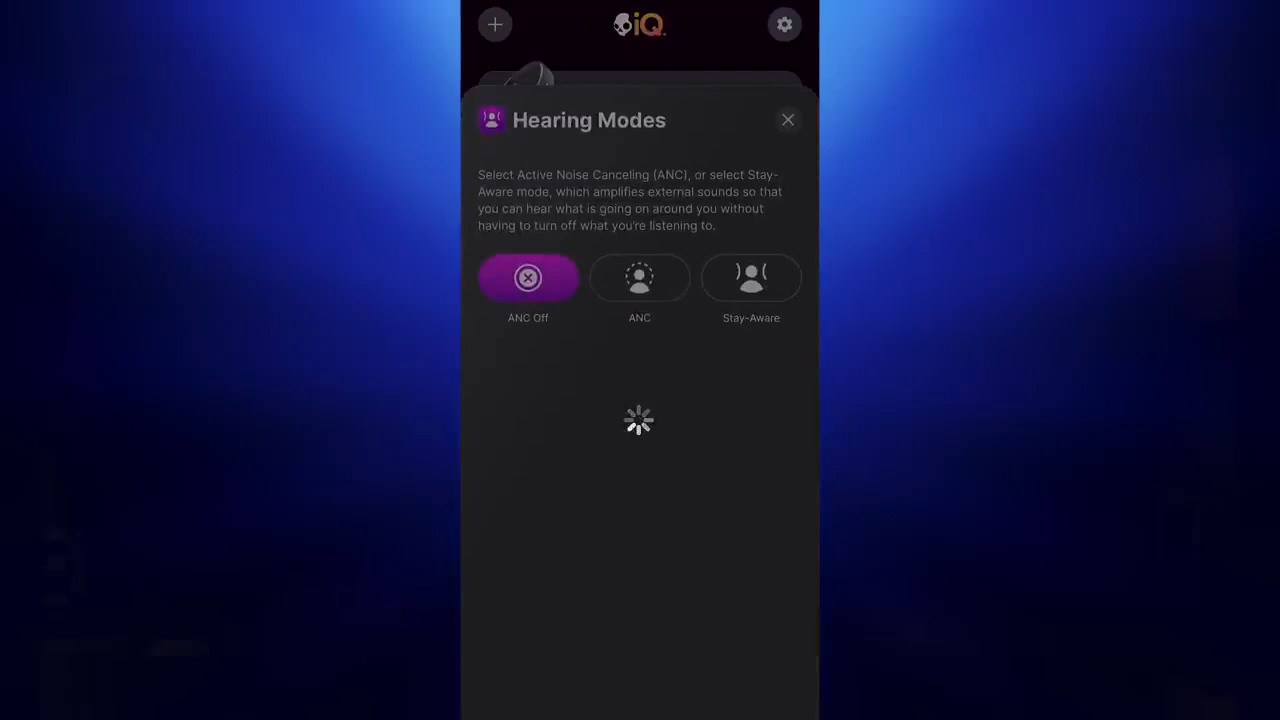 iQ
Hearing Modes
Select Active Noise Canceling (ANC), or select Stay-
Aware mode, which amplifies external sounds so that
you can hear what is going on around you without
having to turn off what you're listening to.
ANC Off
ANC
Stay-Aware